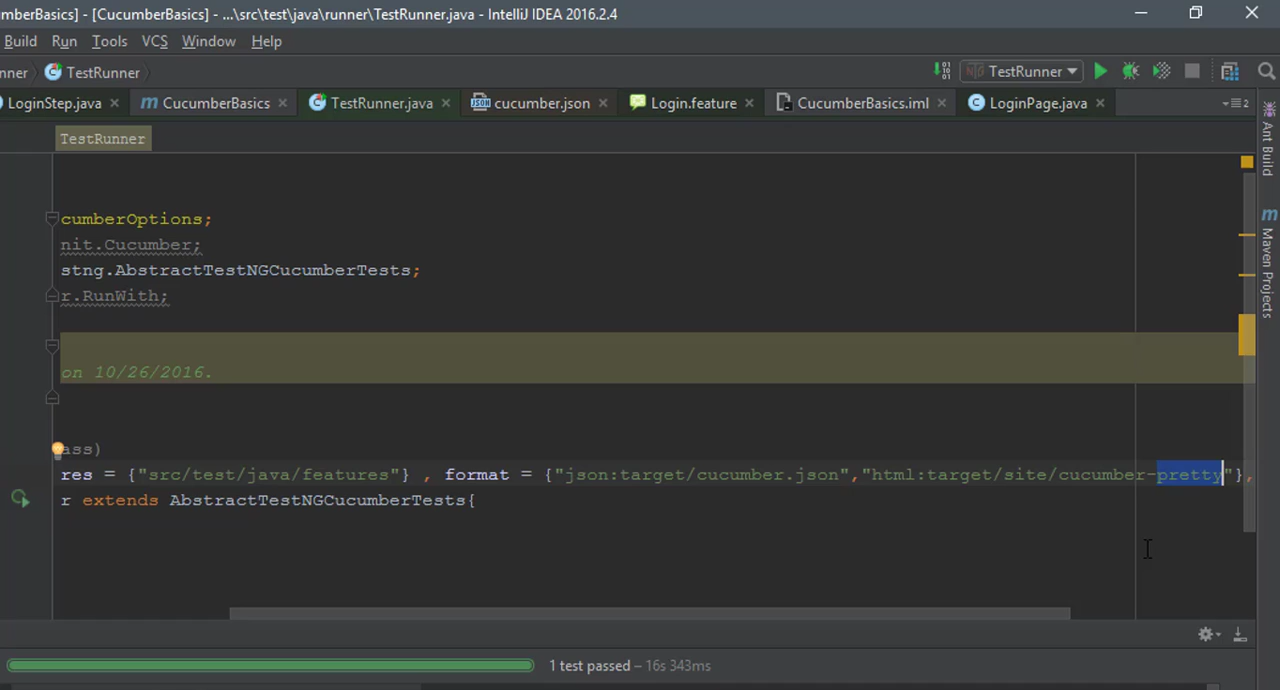 mberBasics] - [CucumberBasics] - ...\src\test\java\runner\TestRunner.java - IntelliJ IDEA 2016.2.4
Build Run Tools VCS Window Help
nner TestRunner TestRunner
LoginStep.java CucumberBasics TestRunner.java cucumber.json Login.feature CucumberBasics.iml LoginPage.java 2
TestRunner
Ant Build
Maven Projects
cumberOptions;
nit.Cucumber;
stng.AbstractTestNGCucumberTests;
r.RunWith;
on 10/26/2016.
ass)
res = {"src/test/java/features"} , format = {"json:target/cucumber.json","html:target/site/cucumber-pretty"},
r extends AbstractTestNGCucumberTests{
1 test passed – 16s 343ms